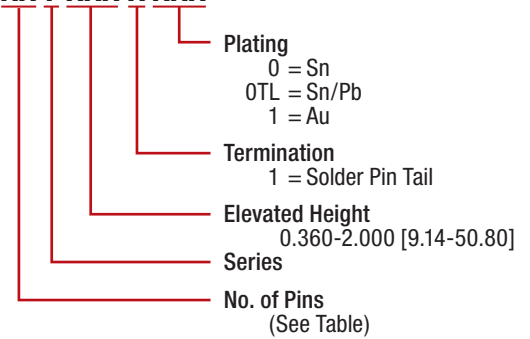 Plating
0 = Sn
0TL = Sn/Pb
1 = Au
Termination
1 = Solder Pin Tail
Elevated Height
0.360-2.000 [9.14-50.80]
Series
No. of Pins
(See Table)